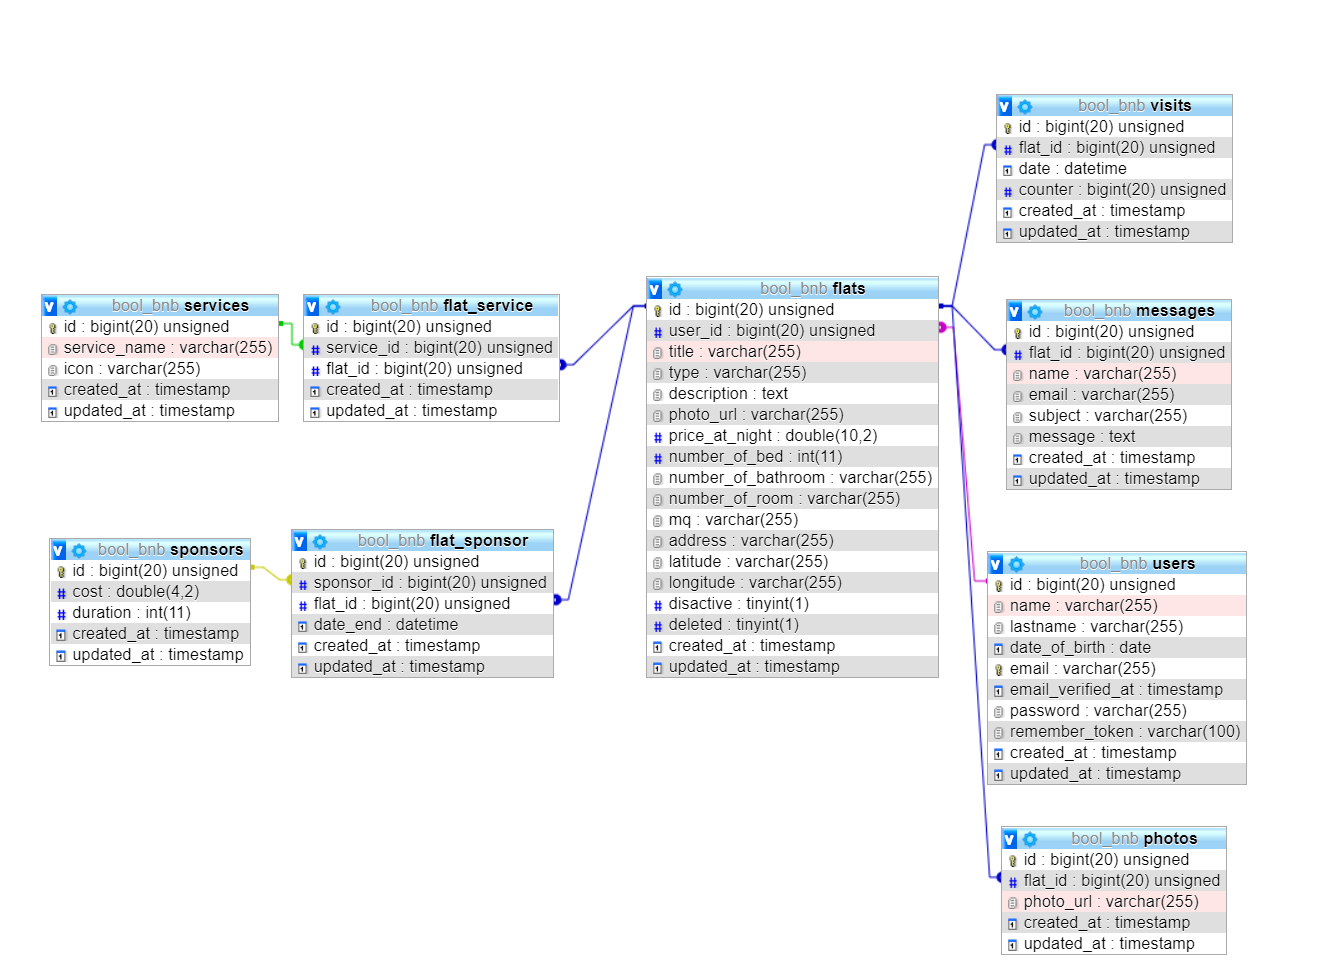 bool_bnb visits
id : bigint(20) unsigned
flat_id : bigint(20) unsigned
date : datetime
counter : bigint(20) unsigned
created_at : timestamp
updated_at : timestamp
bool_bnb services
id : bigint(20) unsigned
service_name : varchar(255)
icon : varchar(255)
created_at : timestamp
updated_at : timestamp
bool_bnb flat_service
id : bigint(20) unsigned
service_id : bigint(20) unsigned
flat_id : bigint(20) unsigned
created_at : timestamp
updated_at : timestamp
bool_bnb flats
id : bigint(20) unsigned
user_id : bigint(20) unsigned
title : varchar(255)
type : varchar(255)
description : text
photo_url : varchar(255)
price_at_night : double(10,2)
number_of_bed : int(11)
number_of_bathroom : varchar(255)
number_of_room : varchar(255)
mq : varchar(255)
address : varchar(255)
latitude : varchar(255)
longitude : varchar(255)
disactive : tinyint(1)
deleted : tinyint(1)
created_at : timestamp
updated_at : timestamp
bool_bnb messages
id : bigint(20) unsigned
flat_id : bigint(20) unsigned
name : varchar(255)
email : varchar(255)
subject : varchar(255)
message : text
created_at : timestamp
updated_at : timestamp
bool_bnb sponsors
id : bigint(20) unsigned
cost : double(4,2)
duration : int(11)
created_at : timestamp
updated_at : timestamp
bool_bnb flat_sponsor
id : bigint(20) unsigned
sponsor_id : bigint(20) unsigned
flat_id : bigint(20) unsigned
date_end : datetime
created_at : timestamp
updated_at : timestamp
bool_bnb users
id : bigint(20) unsigned
name : varchar(255)
lastname : varchar(255)
date_of_birth : date
email : varchar(255)
email_verified_at : timestamp
password : varchar(255)
remember_token : varchar(100)
created_at : timestamp
updated_at : timestamp
bool_bnb photos
id : bigint(20) unsigned
flat_id : bigint(20) unsigned
photo_url : varchar(255)
created_at : timestamp
updated_at : timestamp